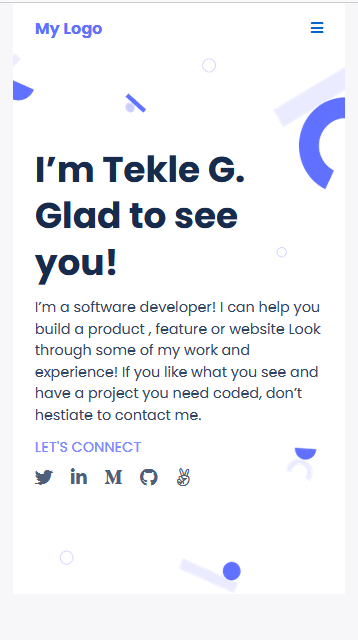 My Logo
I’m Tekle G.
Glad to see
you!
I’m a software developer! I can help you
build a product , feature or website Look
through some of my work and
experience! If you like what you see and
have a project you need coded, don’t
hestiate to contact me.
LET'S CONNECT